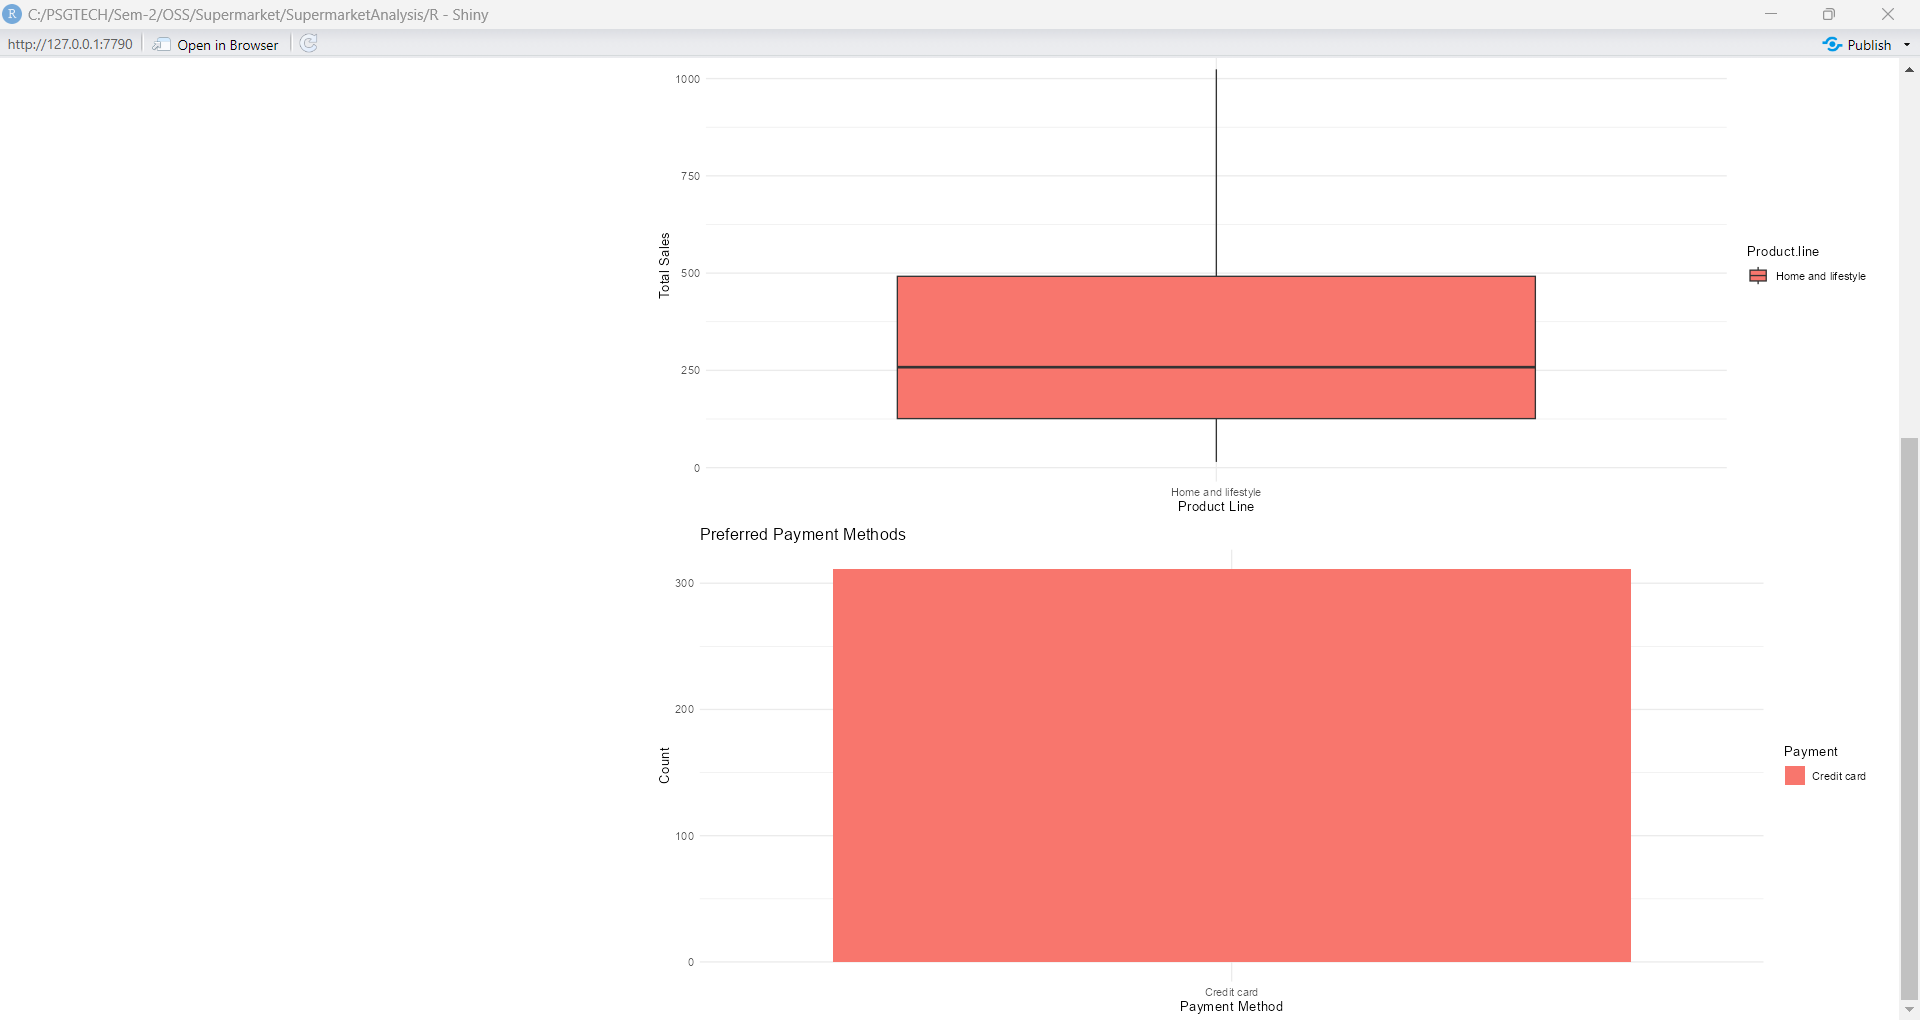 R C:/PSGTECH/Sem-2/OSS/Supermarket/SupermarketAnalysis/R - Shiny
http://127.0.0.1:7790 Open in Browser Publish
1000
750
500
250
0
Total Sales
Home and lifestyle
Product Line
Product.line
Home and lifestyle
Preferred Payment Methods
300
200
100
0
Count
Credit card
Payment Method
Payment
Credit card